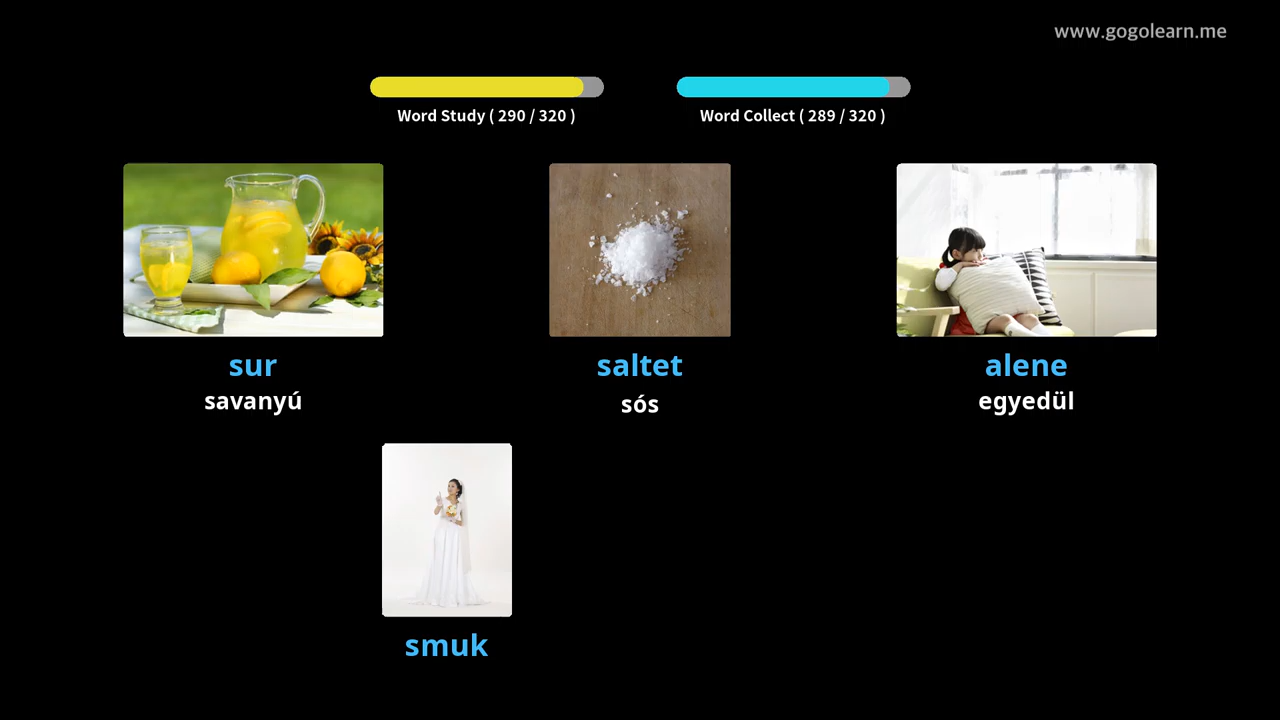 www.gogolearn.me
Word Study ( 290 / 320 )
Word Collect ( 289 / 320 )
sur
savanyú
saltet
sós
alene
egyedül
smuk